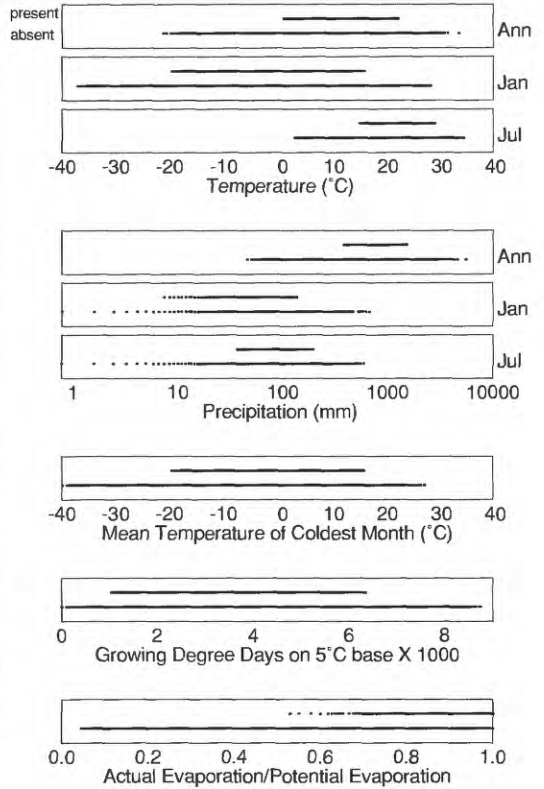 present
absent
Ann
Jan
Jul
-40 -30 -20 -10 0 10 20 30 40
Temperature (˚C)
Ann
Jan
Jul
1 10 100 1000 10000
Precipitation (mm)
-40 -30 -20 -10 0 10 20 30 40
Mean Temperature of Coldest Month (˚C)
0 2 4 6 8
Growing Degree Days on 5˚C base X 1000
0.0 0.2 0.4 0.6 0.8 1.0
Actual Evaporation/Potential Evaporation